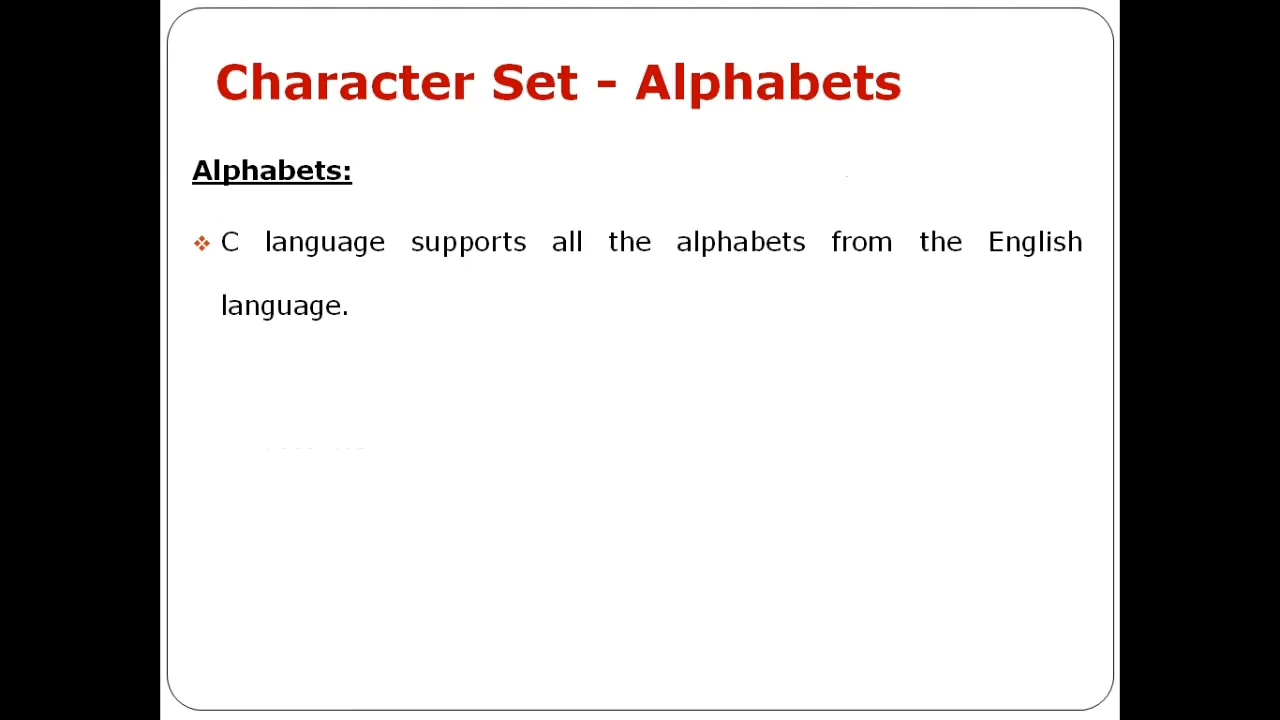 Character Set - Alphabets
Alphabets:
C language supports all the alphabets from the English
language.